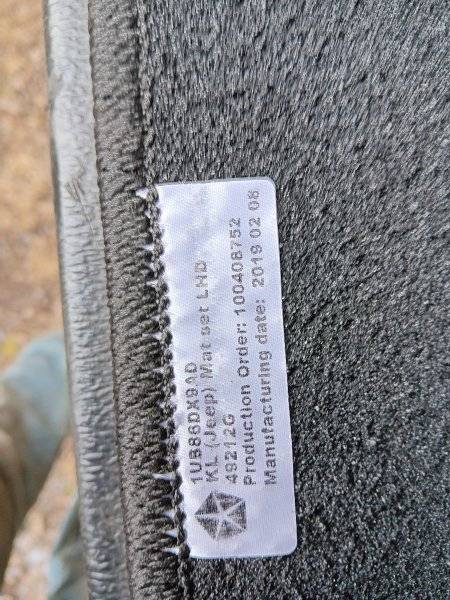 1UB86DX9AD
KL (Jeep) Mat set LHD
49212G
Production Order: 100408752
Manufacturing date: 2019 02 08